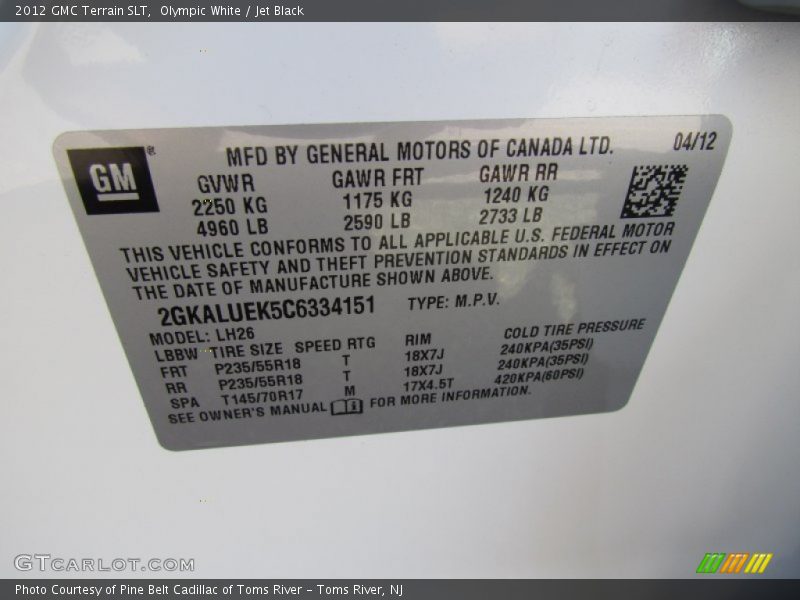 2012 GMC Terrain SLT,  Olympic White / Jet Black
GM®
MFD BY GENERAL MOTORS OF CANADA LTD. 04/12
GVWR GAWR FRT GAWR RR
2250 KG 1175 KG 1240 KG
4960 LB 2590 LB 2733 LB
THIS VEHICLE CONFORMS TO ALL APPLICABLE U.S. FEDERAL MOTOR
VEHICLE SAFETY AND THEFT PREVENTION STANDARDS IN EFFECT ON
THE DATE OF MANUFACTURE SHOWN ABOVE.
2GKALUEK5C6334151 TYPE: M.P.V.
MODEL: LH26
LBBW TIRE SIZE SPEED RTG RIM COLD TIRE PRESSURE
FRT P235/55R18 T 18X7J 240KPA(35PSI)
RR P235/55R18 T 18X7J 240KPA(35PSI)
SPA T145/70R17 M 17X4.5T 420KPA(60PSI)
SEE OWNER'S MANUAL FOR MORE INFORMATION.
GTCARLOT.COM
Photo Courtesy of Pine Belt Cadillac of Toms River – Toms River, NJ